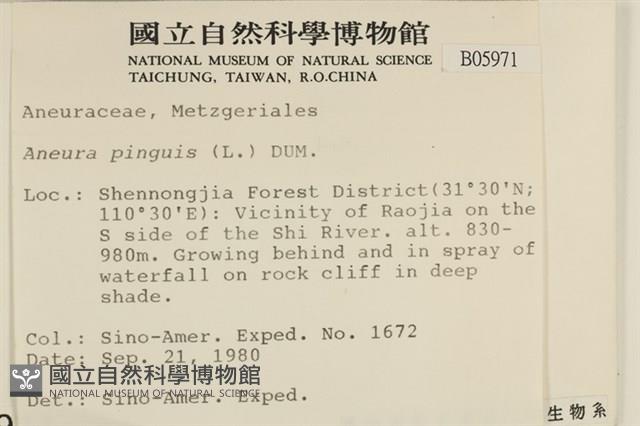 國立自然科學博物館
NATIONAL MUSEUM OF NATURAL SCIENCE
TAICHUNG, TAIWAN, R.O.CHINA
B05971
Aneuraceae, Metzgeriales
Aneura pinguis (L.) DUM.
Loc.: Shennongjia Forest District(31°30'N;
110°30'E): Vicinity of Raojia on the
S side of the Shi River. alt. 830-
980m. Growing behind and in spray of
waterfall on rock cliff in deep
shade.
Col.: Sino-Amer. Exped. No. 1672
Date: Sep. 21, 1980
國立自然科學博物館
NATIONAL MUSEUM OF NATURAL SCIENCE
Det.: Sino-Amer. Exped.
生物系